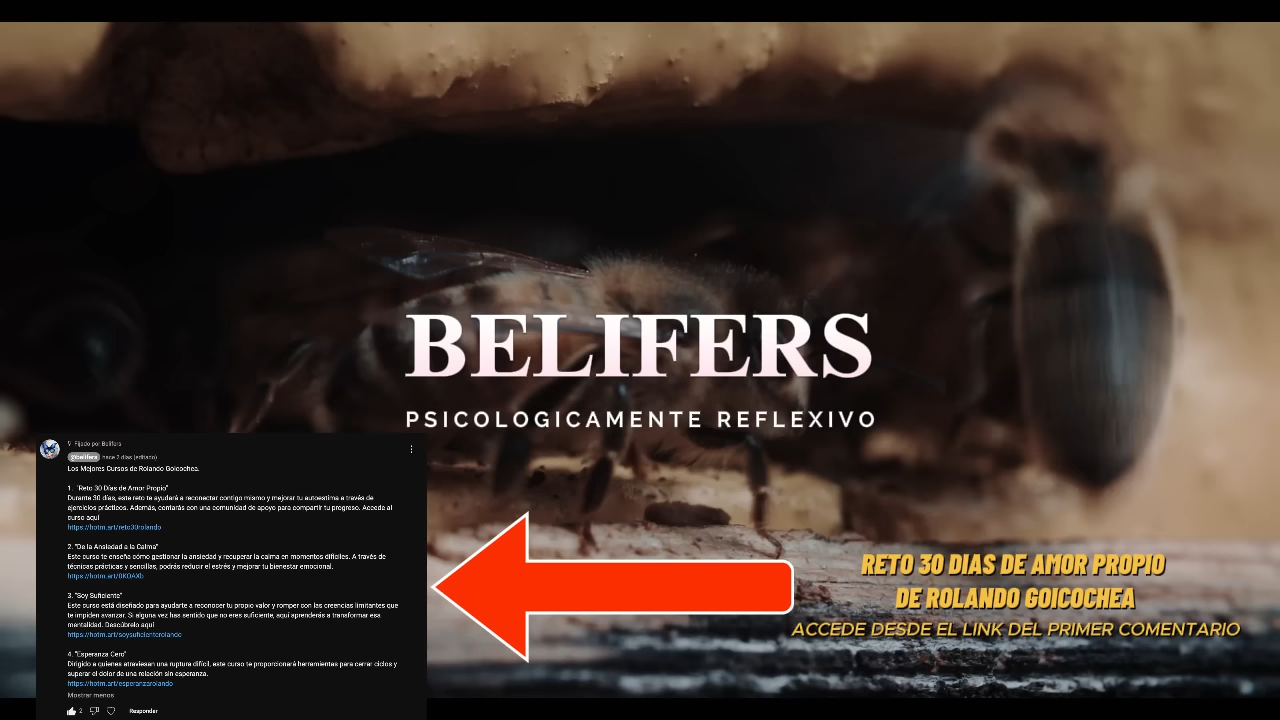 BELIFERS
PSICOLOGICAMENTE REFLEXIVO
Fijado por Belifers
@belifers hace 2 días (editado)
Los Mejores Cursos de Rolando Goicochea.
1. "Reto 30 Días de Amor Propio"
Durante 30 días, este reto te ayudará a reconectar contigo mismo y mejorar tu autoestima a través de
ejercicios prácticos. Además, contarás con una comunidad de apoyo para compartir tu progreso. Accede al
curso aquí
https://hotm.art/reto30rolando
2. "De la Ansiedad a la Calma"
Este curso te enseña cómo gestionar la ansiedad y recuperar la calma en momentos difíciles. A través de
técnicas prácticas y sencillas, podrás reducir el estrés y mejorar tu bienestar emocional.
https://hotm.art/0KOAXb
3. "Soy Suficiente"
Este curso está diseñado para ayudarte a reconocer tu propio valor y romper con las creencias limitantes que
te impiden avanzar. Si alguna vez has sentido que no eres suficiente, aquí aprenderás a transformar esa
mentalidad. Descúbrelo aquí
https://hotm.art/soysuficienterolando
4. "Esperanza Cero"
Dirigido a quienes atraviesan una ruptura difícil, este curso te proporcionará herramientas para cerrar ciclos y
superar el dolor de una relación sin esperanza.
https://hotm.art/esperanzarolando
Mostrar menos
2
Responder
RETO 30 DIAS DE AMOR PROPIO
DE ROLANDO GOICOCHEA
ACCEDE DESDE EL LINK DEL PRIMER COMENTARIO